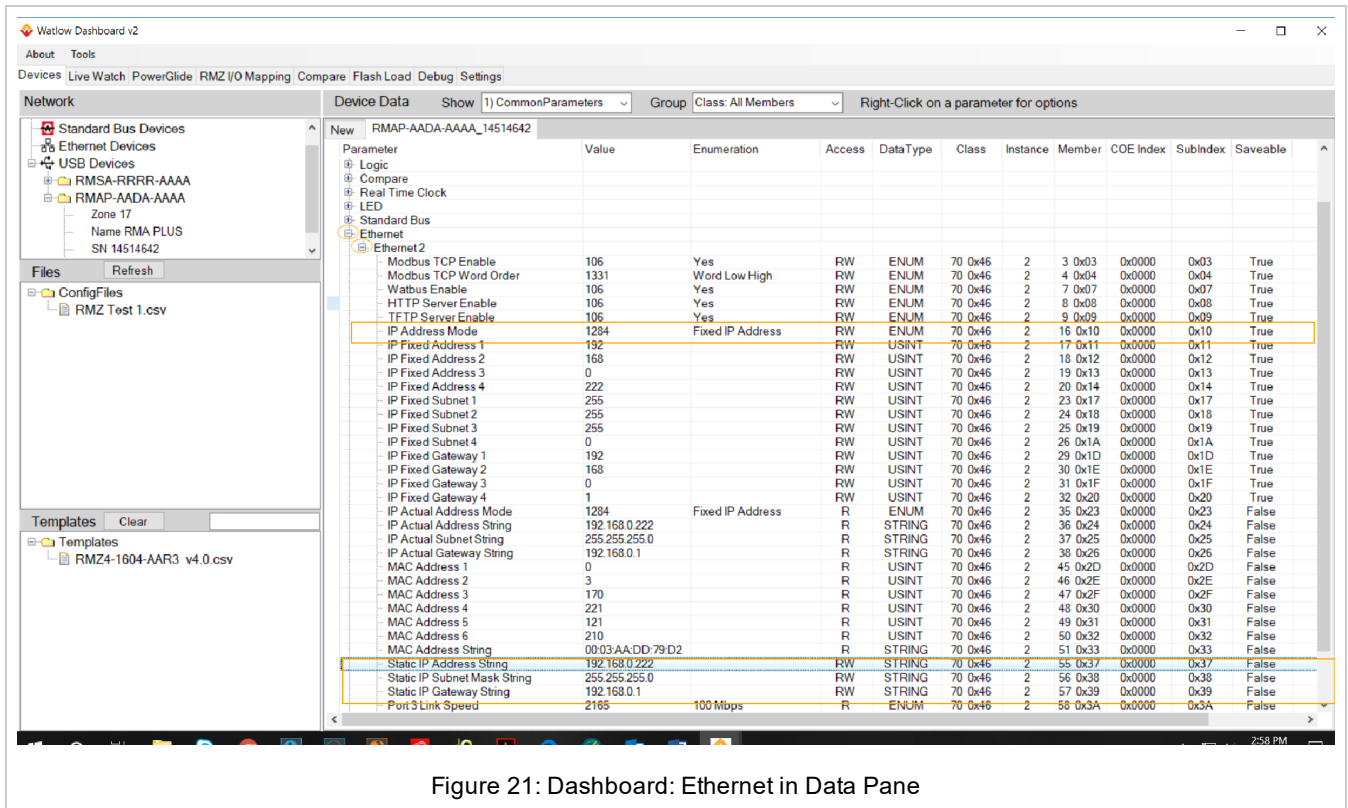 Watlow Dashboard v2
About Tools
Devices Live Watch PowerGlide RMZ I/O Mapping Compare Flash Load Debug Settings
Network
Standard Bus Devices
Ethernet Devices
USB Devices
RMSA-RRRR-AAAA
RMAP-AADA-AAAA
Zone 17
Name RMA PLUS
SN 14514642
Files Refresh
ConfigFiles
RMZ Test 1.csv
Templates Clear
Templates
RMZ4-1604-AAR3 v4.0.csv
Device Data Show 1) CommonParameters Group Class: All Members Right-Click on a parameter for options
New RMAP-AADA-AAAA_14514642
Parameter Value Enumeration Access DataType Class Instance Member COE Index SubIndex Saveable
Logic
Compare
Real Time Clock
LED
Standard Bus
Ethernet
Ethernet 2
Modbus TCP Enable 106 Yes RW ENUM 70 0x46 2 3 0x03 0x0000 0x03 True
Modbus TCP Word Order 1331 Word Low High RW ENUM 70 0x46 2 4 0x04 0x0000 0x04 True
Watbus Enable 106 Yes RW ENUM 70 0x46 2 7 0x07 0x0000 0x07 True
HTTP Server Enable 106 Yes RW ENUM 70 0x46 2 8 0x08 0x0000 0x08 True
TFTP Server Enable 106 Yes RW ENUM 70 0x46 2 9 0x09 0x0000 0x09 True
IP Address Mode 1284 Fixed IP Address RW ENUM 70 0x46 2 16 0x10 0x0000 0x10 True
IP Fixed Address 1 192 RW USINT 70 0x46 2 17 0x11 0x0000 0x11 True
IP Fixed Address 2 168 RW USINT 70 0x46 2 18 0x12 0x0000 0x12 True
IP Fixed Address 3 0 RW USINT 70 0x46 2 19 0x13 0x0000 0x13 True
IP Fixed Address 4 222 RW USINT 70 0x46 2 20 0x14 0x0000 0x14 True
IP Fixed Subnet 1 255 RW USINT 70 0x46 2 23 0x17 0x0000 0x17 True
IP Fixed Subnet 2 255 RW USINT 70 0x46 2 24 0x18 0x0000 0x18 True
IP Fixed Subnet 3 255 RW USINT 70 0x46 2 25 0x19 0x0000 0x19 True
IP Fixed Subnet 4 0 RW USINT 70 0x46 2 26 0x1A 0x0000 0x1A True
IP Fixed Gateway 1 192 RW USINT 70 0x46 2 29 0x1D 0x0000 0x1D True
IP Fixed Gateway 2 168 RW USINT 70 0x46 2 30 0x1E 0x0000 0x1E True
IP Fixed Gateway 3 0 RW USINT 70 0x46 2 31 0x1F 0x0000 0x1F True
IP Fixed Gateway 4 1 RW USINT 70 0x46 2 32 0x20 0x0000 0x20 True
IP Actual Address Mode 1284 Fixed IP Address R ENUM 70 0x46 2 35 0x23 0x0000 0x23 False
IP Actual Address String 192.168.0.222 R STRING 70 0x46 2 36 0x24 0x0000 0x24 False
IP Actual Subnet String 255.255.255.0 R STRING 70 0x46 2 37 0x25 0x0000 0x25 False
IP Actual Gateway String 192.168.0.1 R STRING 70 0x46 2 38 0x26 0x0000 0x26 False
MAC Address 1 0 R USINT 70 0x46 2 45 0x2D 0x0000 0x2D False
MAC Address 2 3 R USINT 70 0x46 2 46 0x2E 0x0000 0x2E False
MAC Address 3 170 R USINT 70 0x46 2 47 0x2F 0x0000 0x2F False
MAC Address 4 221 R USINT 70 0x46 2 48 0x30 0x0000 0x30 False
MAC Address 5 121 R USINT 70 0x46 2 49 0x31 0x0000 0x31 False
MAC Address 6 210 R USINT 70 0x46 2 50 0x32 0x0000 0x32 False
MAC Address String 00:03:AA:DD:79:D2 R STRING 70 0x46 2 51 0x33 0x0000 0x33 False
Static IP Address String 192.168.0.222 RW STRING 70 0x46 2 55 0x37 0x0000 0x37 False
Static IP Subnet Mask String 255.255.255.0 RW STRING 70 0x46 2 56 0x38 0x0000 0x38 False
Static IP Gateway String 192.168.0.1 RW STRING 70 0x46 2 57 0x39 0x0000 0x39 False
Port 3 Link Speed 2165 100 Mbps R ENUM 70 0x46 2 58 0x3A 0x0000 0x3A False
2:58 PM
Figure 21: Dashboard: Ethernet in Data Pane